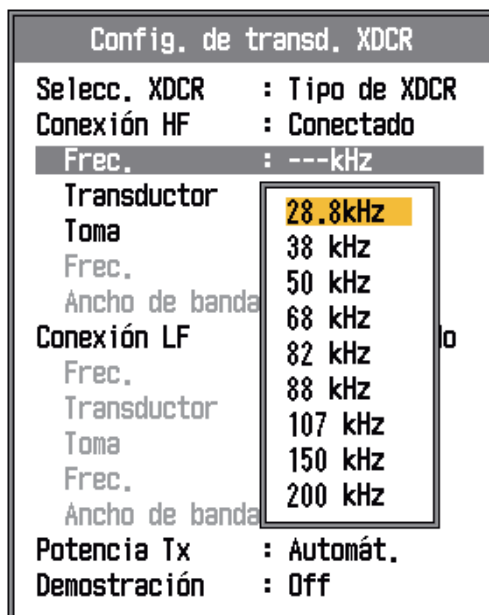 Config. de transd. XDCR
Selecc. XDCR : Tipo de XDCR
Conexión HF : Conectado
Frec. : ---kHz
Transductor
Toma
Frec.
Ancho de banda
28.8kHz
38 kHz
50 kHz
68 kHz
82 kHz
88 kHz
107 kHz
150 kHz
200 kHz
Conexión LF do
Frec.
Transductor
Toma
Frec.
Ancho de banda
Potencia Tx : Automát.
Demostración : Off